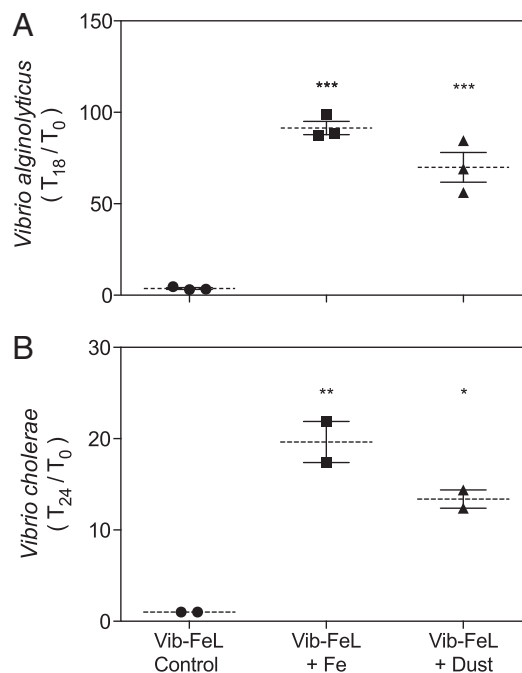 A
Vibrio alginolyticus
( T18 / T0 )
150
100
50
0
***
***
B
Vibrio cholerae
( T24 / T0 )
30
20
10
0
**
*
Vib-FeL
Control
Vib-FeL
+ Fe
Vib-FeL
+ Dust